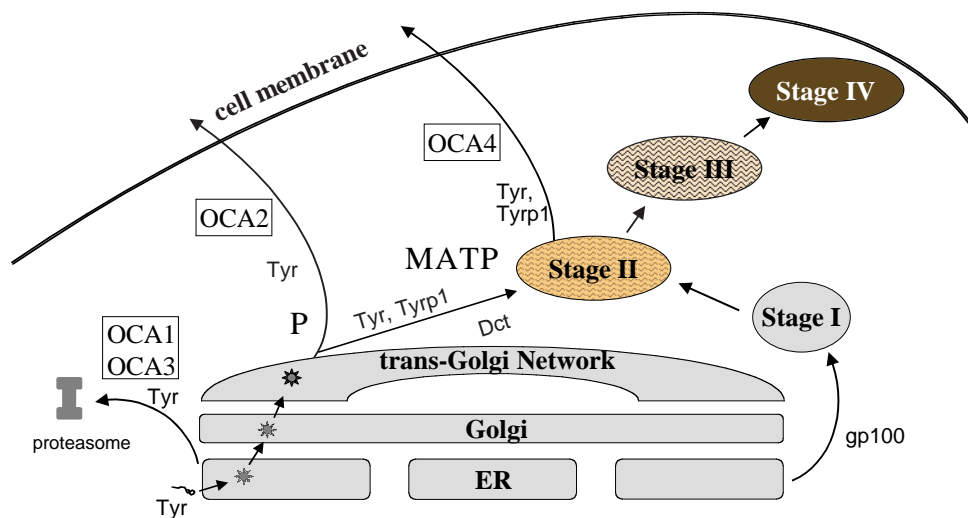 cell membrane
Stage IV
OCA4
Stage III
Tyr,
Tyrp1
OCA2
MATP
Stage II
Tyr
Tyr, Tyrp1
Dct
P
Stage I
OCA1
OCA3
trans-Golgi Network
Tyr
proteasome
Golgi
gp100
ER
Tyr